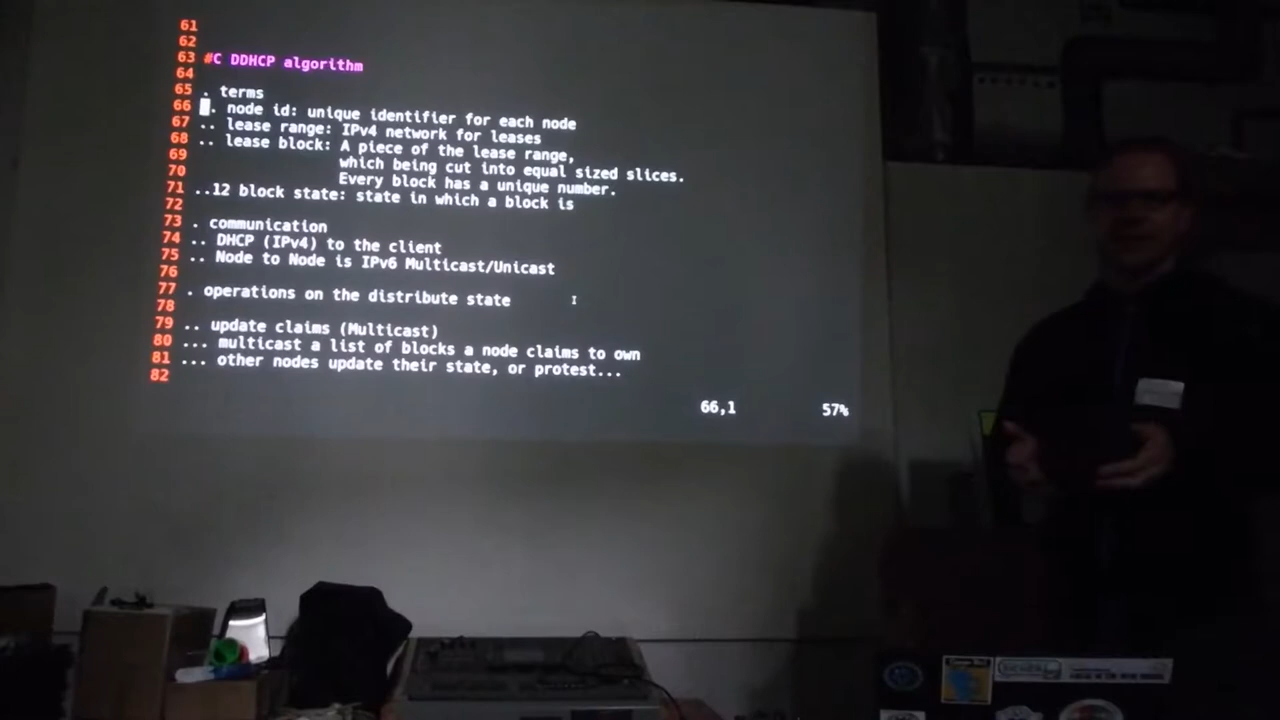 61
62
63 #C DDHCP algorithm
64
65 . terms
66 . node id: unique identifier for each node
67 .. lease range: IPv4 network for leases
68 .. lease block: A piece of the lease range,
69 which being cut into equal sized slices.
70 Every block has a unique number.
71 ..12 block state: state in which a block is
72
73 . communication
74 .. DHCP (IPv4) to the client
75 .. Node to Node is IPv6 Multicast/Unicast
76
77 . operations on the distribute state
78
79 .. update claims (Multicast)
80 ... multicast a list of blocks a node claims to own
81 ... other nodes update their state, or protest...
82
66,1 57%